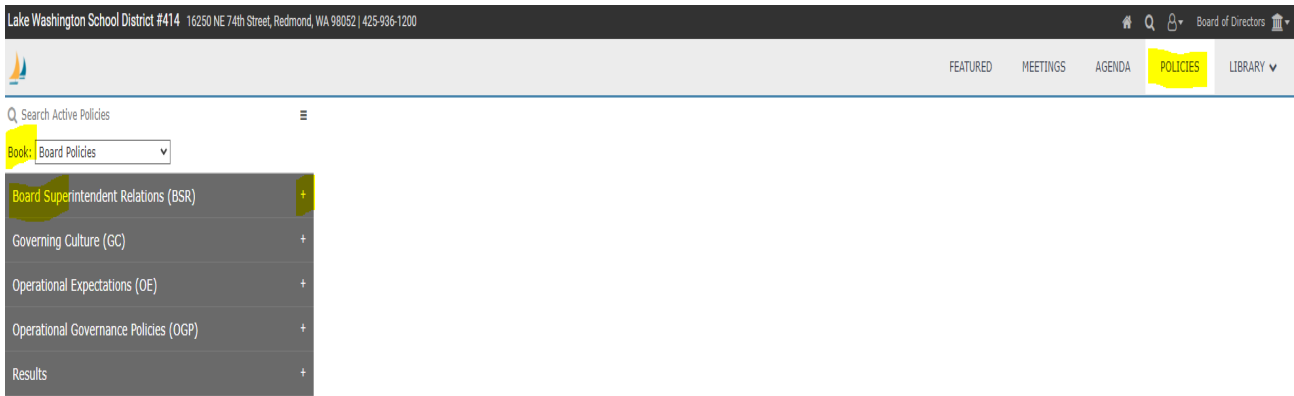 Lake Washington School District #414 16250 NE 74th Street, Redmond, WA 98052 | 425-936-1200 Board of Directors
FEATURED MEETINGS AGENDA POLICIES LIBRARY
Search Active Policies
Book: Board Policies
Board Superintendent Relations (BSR) +
Governing Culture (GC) +
Operational Expectations (OE) +
Operational Governance Policies (OGP) +
Results +